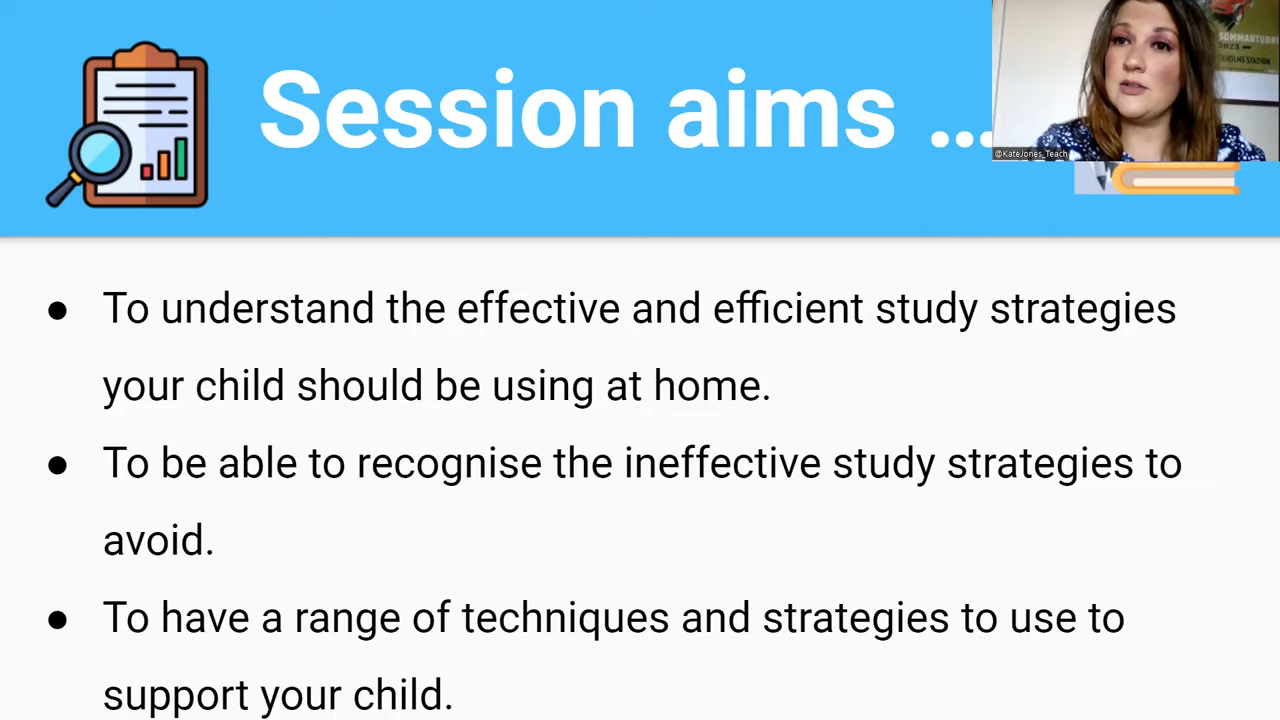 Session aims ...
SOMMARTURNÉ
2023 —
@KateJones_Teach
● To understand the effective and efficient study strategies
your child should be using at home.
● To be able to recognise the ineffective study strategies to
avoid.
● To have a range of techniques and strategies to use to
support your child.